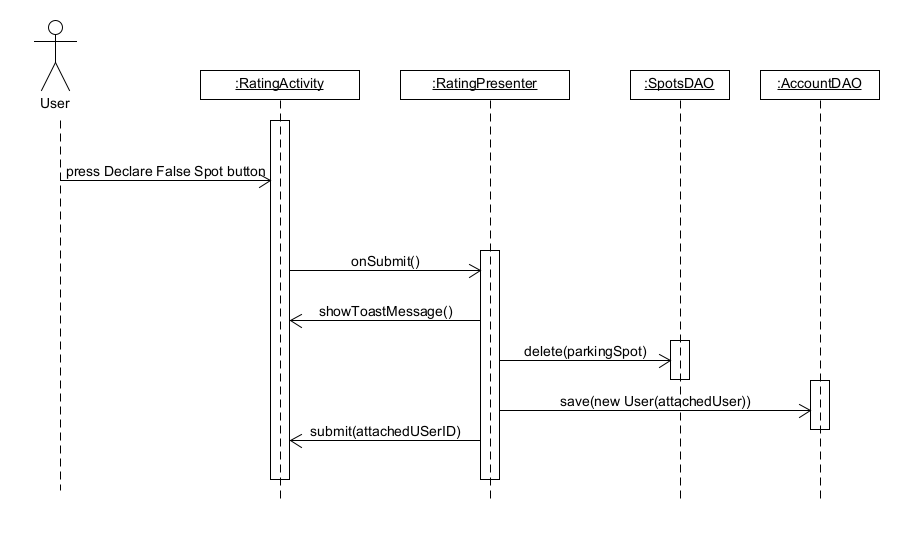 User
:RatingActivity
:RatingPresenter
:SpotsDAO
:AccountDAO
press Declare False Spot button
onSubmit()
showToastMessage()
delete(parkingSpot)
save(new User(attachedUser))
submit(attachedUSerID)